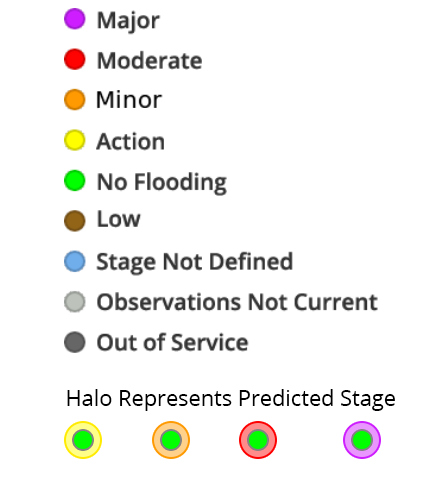 Major
Moderate
Minor
Action
No Flooding
Low
Stage Not Defined
Observations Not Current
Out of Service
Halo Represents Predicted Stage